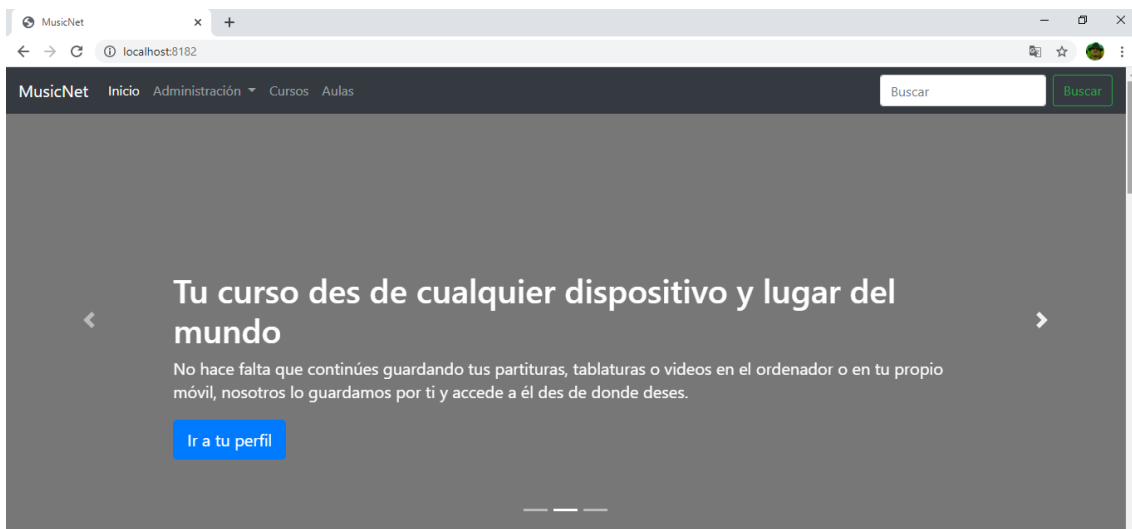 MusicNet
localhost:8182
MusicNet Inicio Administración Cursos Aulas Buscar Buscar
Tu curso des de cualquier dispositivo y lugar del
mundo
No hace falta que continúes guardando tus partituras, tablaturas o videos en el ordenador o en tu propio
móvil, nosotros lo guardamos por ti y accede a él des de donde deses.
Ir a tu perfil